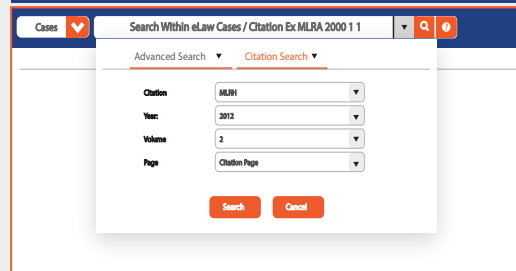 Cases Search Within eLaw Cases / Citation Ex MLRA 2000 1 1
Advanced Search Citation Search
Citation MLRH
Year: 2012
Volume 2
Page Citation Page
Search Cancel